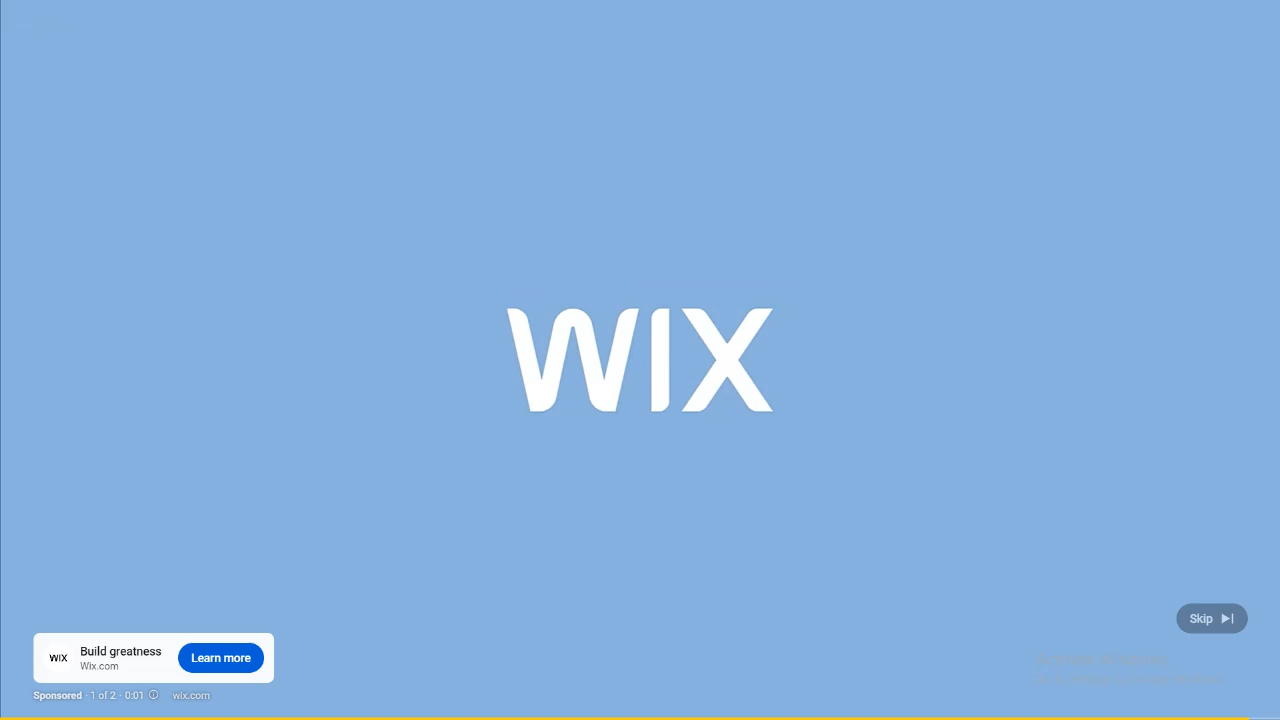 WIX
Skip
WIX
Build greatness
Wix.com
Learn more
Sponsored · 1 of 2 · 0:01 wix.com